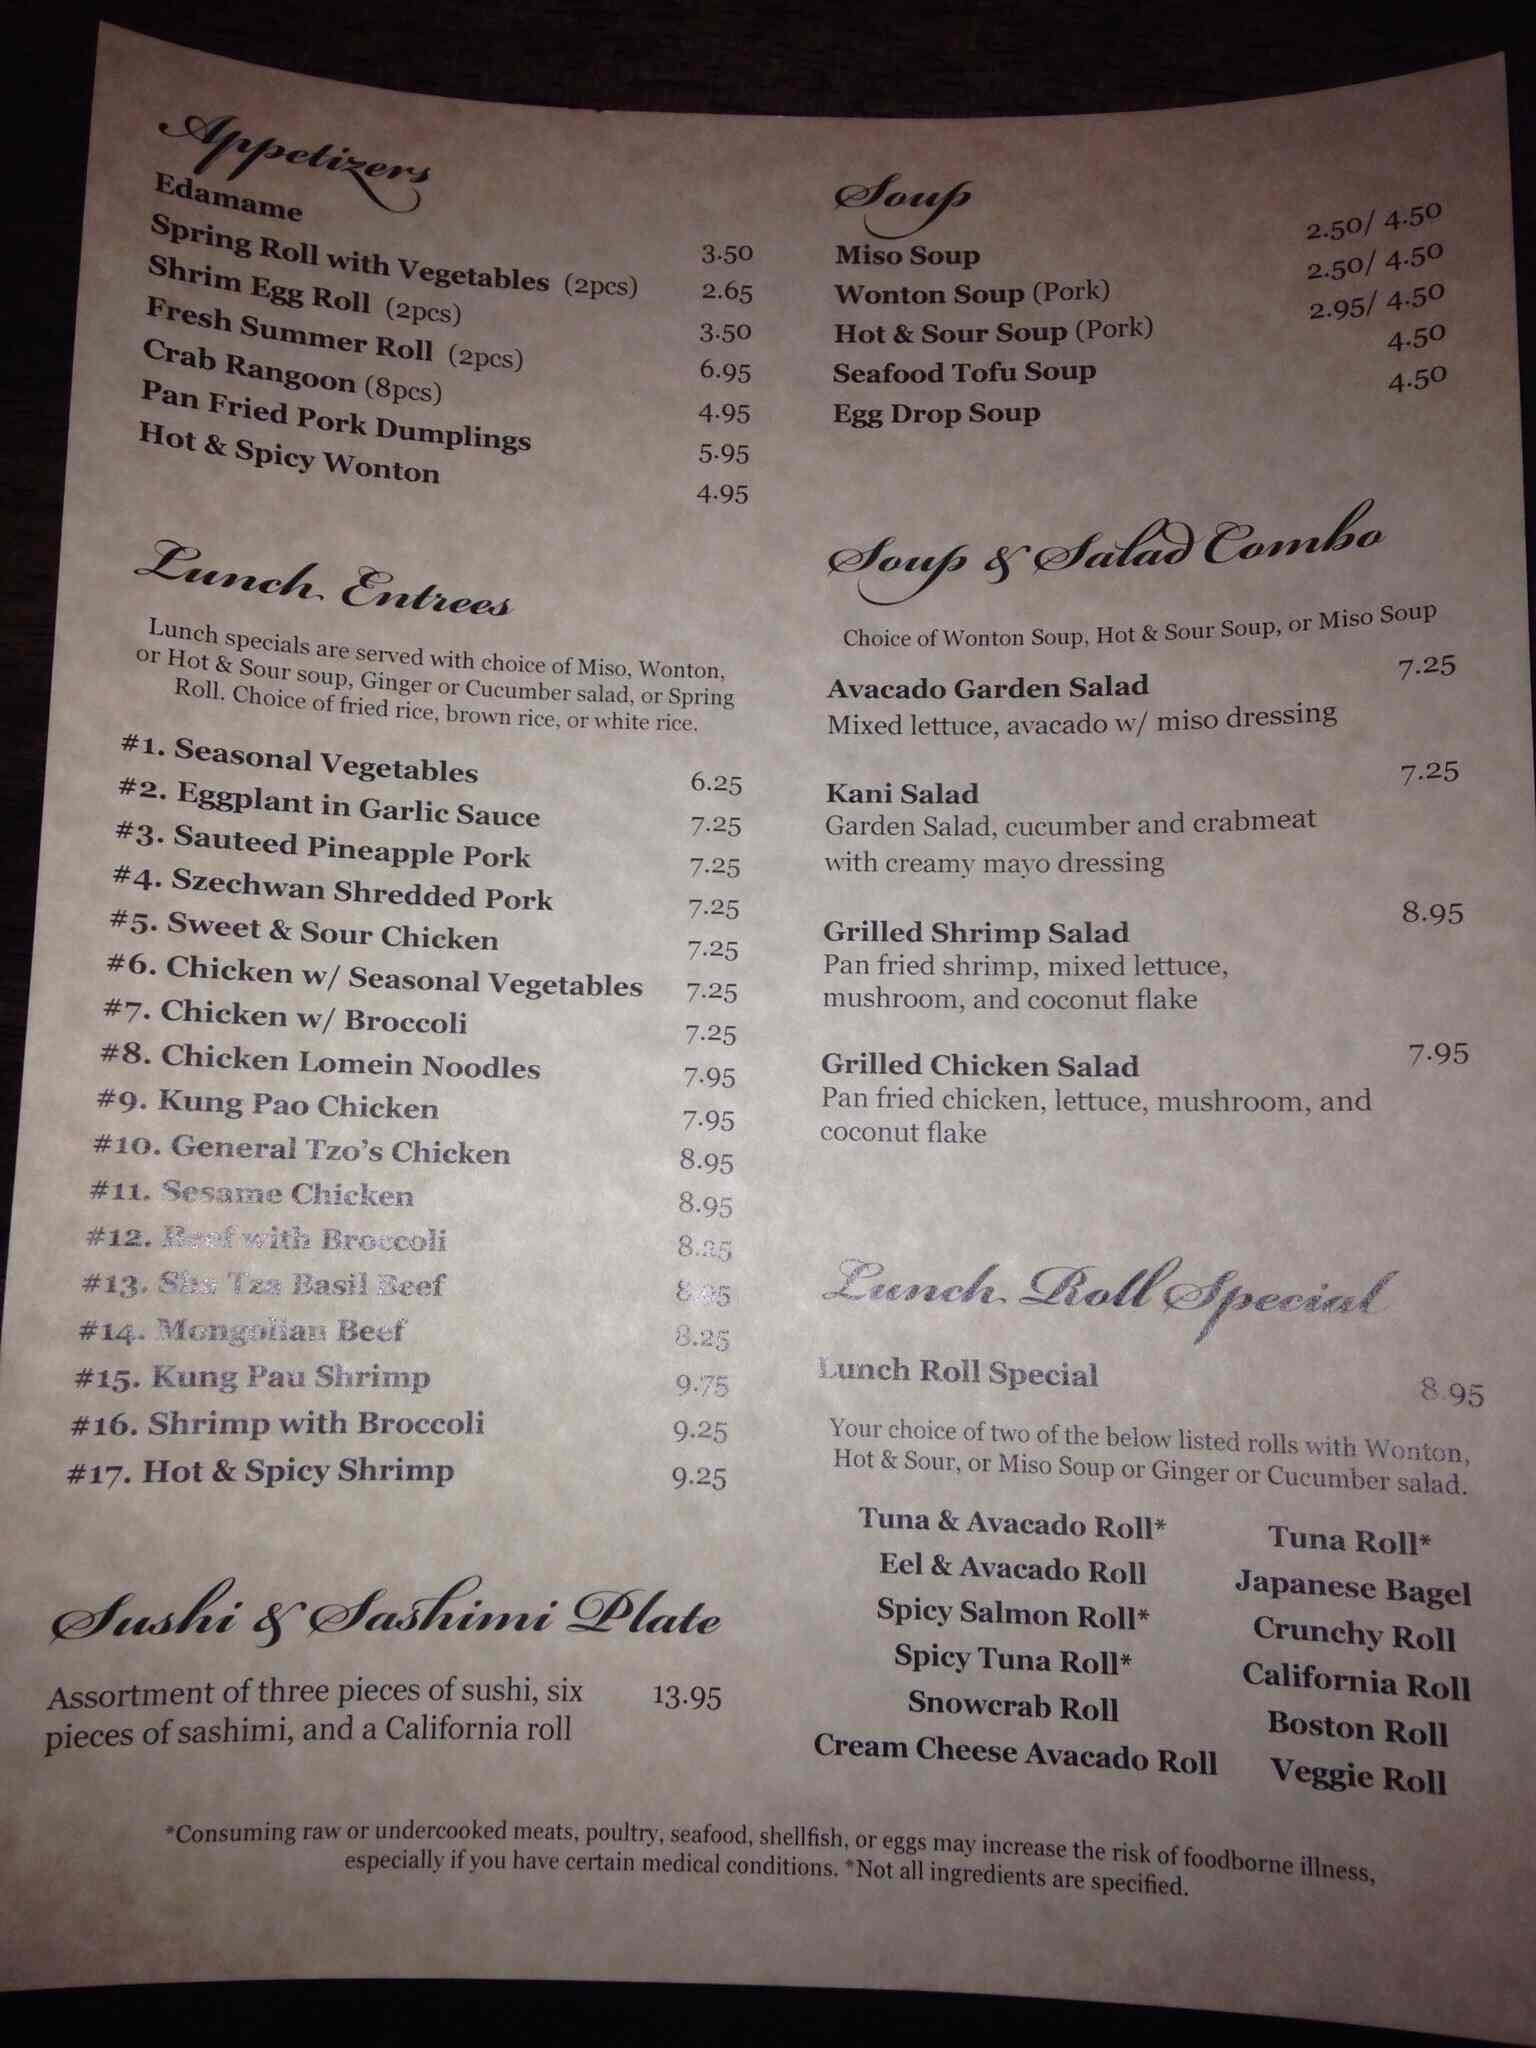 Appetizers
Edamame 3.50
Spring Roll with Vegetables (2pcs) 2.65
Shrim Egg Roll (2pcs) 3.50
Fresh Summer Roll (2pcs) 6.95
Crab Rangoon (8pcs) 4.95
Pan Fried Pork Dumplings 5.95
Hot & Spicy Wonton 4.95
Lunch Entrees
Lunch specials are served with choice of Miso, Wonton,
or Hot & Sour soup, Ginger or Cucumber salad, or Spring
Roll. Choice of fried rice, brown rice, or white rice.
#1. Seasonal Vegetables 6.25
#2. Eggplant in Garlic Sauce 7.25
#3. Sauteed Pineapple Pork 7.25
#4. Szechwan Shredded Pork 7.25
#5. Sweet & Sour Chicken 7.25
#6. Chicken w/ Seasonal Vegetables 7.25
#7. Chicken w/ Broccoli 7.25
#8. Chicken Lomein Noodles 7.95
#9. Kung Pao Chicken 7.95
#10. General Tzo's Chicken 8.95
#11. Sesame Chicken 8.95
#12. Beef with Broccoli
#13. Sha Tza Basil Beef
#14. Mongolian Beef 8.25
#15. Kung Pau Shrimp 9.75
#16. Shrimp with Broccoli 9.25
#17. Hot & Spicy Shrimp 9.25
Sushi & Sashimi Plate
Assortment of three pieces of sushi, six 13.95
pieces of sashimi, and a California roll
Soup
Miso Soup 2.50/ 4.50
Wonton Soup (Pork) 2.50/ 4.50
Hot & Sour Soup (Pork) 2.95/ 4.50
Seafood Tofu Soup 4.50
Egg Drop Soup 4.50
Soup & Salad Combo
Choice of Wonton Soup, Hot & Sour Soup, or Miso Soup
Avacado Garden Salad 7.25
Mixed lettuce, avacado w/ miso dressing
Kani Salad 7.25
Garden Salad, cucumber and crabmeat
with creamy mayo dressing
Grilled Shrimp Salad 8.95
Pan fried shrimp, mixed lettuce,
mushroom, and coconut flake
Grilled Chicken Salad 7.95
Pan fried chicken, lettuce, mushroom, and
coconut flake
Lunch Roll Special
Lunch Roll Special 8.95
Your choice of two of the below listed rolls with Wonton,
Hot & Sour, or Miso Soup or Ginger or Cucumber salad.
Tuna & Avacado Roll* Tuna Roll*
Eel & Avacado Roll Japanese Bagel
Spicy Salmon Roll* Crunchy Roll
Spicy Tuna Roll* California Roll
Snowcrab Roll Boston Roll
Cream Cheese Avacado Roll Veggie Roll
*Consuming raw or undercooked meats, poultry, seafood, shellfish, or eggs may increase the risk of foodborne illness,
especially if you have certain medical conditions. *Not all ingredients are specified.